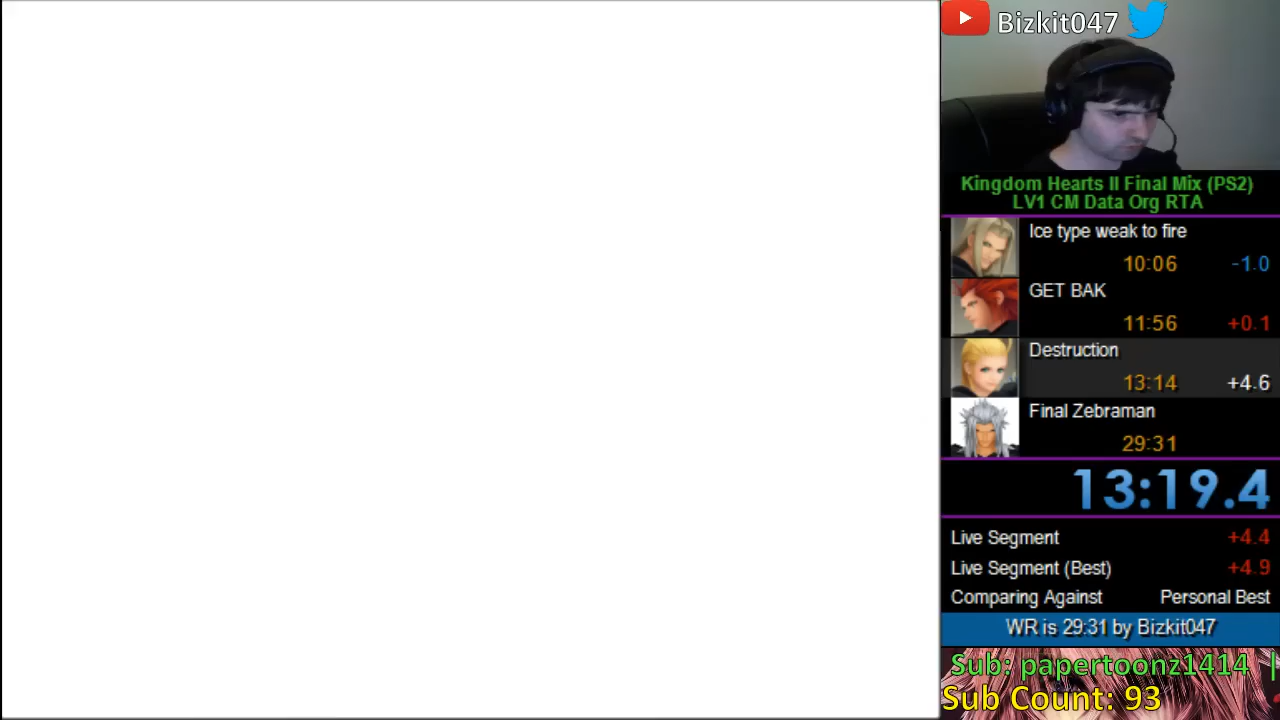 Bizkit047
Kingdom Hearts II Final Mix (PS2)
LV1 CM Data Org RTA
Ice type weak to fire
10:06 -1.0
GET BAK
11:56 +0.1
Destruction
13:14 +4.6
Final Zebraman
29:31
13:19.4
Live Segment +4.4
Live Segment (Best) +4.9
Comparing Against Personal Best
WR is 29:31 by Bizkit047
Sub: papertoonz1414 |
Sub Count: 93